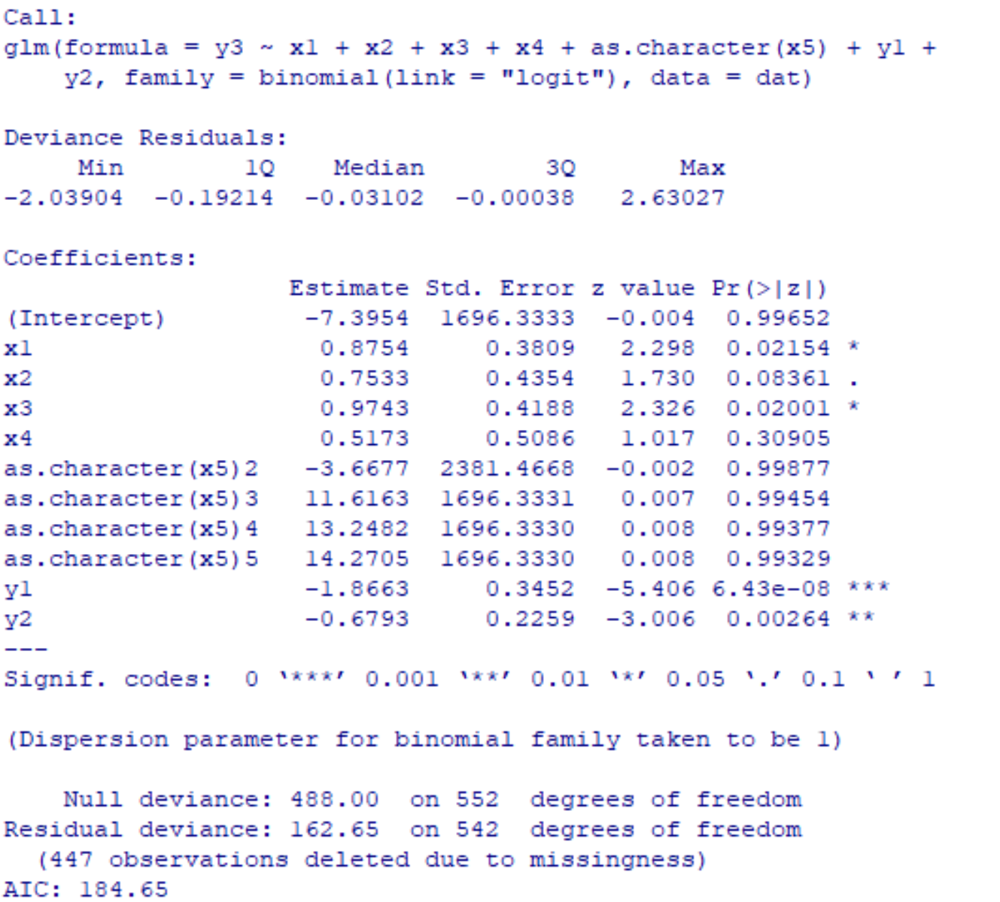 Call:
glm(formula = y3 ~ x1 + x2 + x3 + x4 + as.character(x5) + y1 +
    y2, family = binomial(link = "logit"), data = dat)

Deviance Residuals:
     Min        1Q    Median        3Q       Max
-2.03904  -0.19214  -0.03102  -0.00038   2.63027

Coefficients:
                   Estimate Std. Error z value Pr(>|z|)
(Intercept)         -7.3954  1696.3333  -0.004  0.99652
x1                   0.8754     0.3809   2.298  0.02154 *
x2                   0.7533     0.4354   1.730  0.08361 .
x3                   0.9743     0.4188   2.326  0.02001 *
x4                   0.5173     0.5086   1.017  0.30905
as.character(x5)2   -3.6677  2381.4668  -0.002  0.99877
as.character(x5)3   11.6163  1696.3331   0.007  0.99454
as.character(x5)4   13.2482  1696.3330   0.008  0.99377
as.character(x5)5   14.2705  1696.3330   0.008  0.99329
y1                  -1.8663     0.3452  -5.406 6.43e-08 ***
y2                  -0.6793     0.2259  -3.006  0.00264 **
---
Signif. codes:  0 ‘***’ 0.001 ‘**’ 0.01 ‘*’ 0.05 ‘.’ 0.1 ‘ ’ 1

(Dispersion parameter for binomial family taken to be 1)

    Null deviance: 488.00  on 552  degrees of freedom
Residual deviance: 162.65  on 542  degrees of freedom
  (447 observations deleted due to missingness)
AIC: 184.65